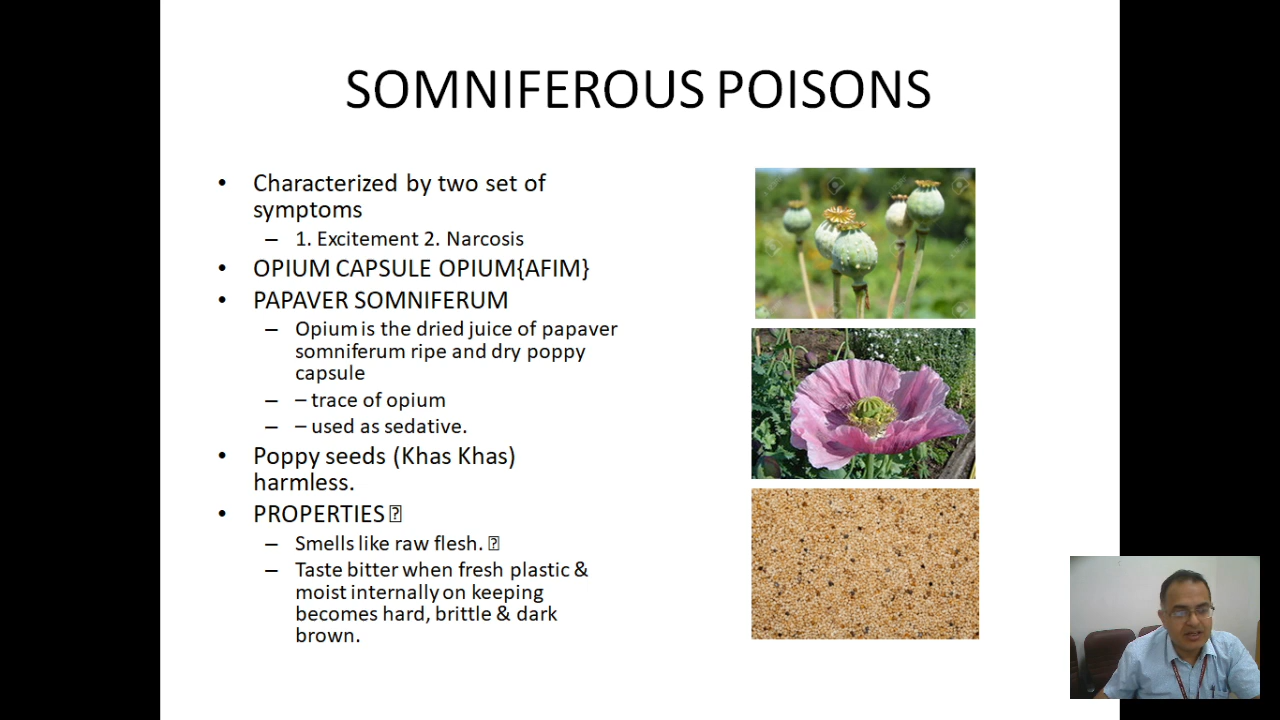 SOMNIFEROUS POISONS
• Characterized by two set of
symptoms
– 1. Excitement 2. Narcosis
• OPIUM CAPSULE OPIUM{AFIM}
• PAPAVER SOMNIFERUM
– Opium is the dried juice of papaver
somniferum ripe and dry poppy
capsule
– – trace of opium
– – used as sedative.
• Poppy seeds (Khas Khas)
harmless.
• PROPERTIES
– Smells like raw flesh.
– Taste bitter when fresh plastic &
moist internally on keeping
becomes hard, brittle & dark
brown.